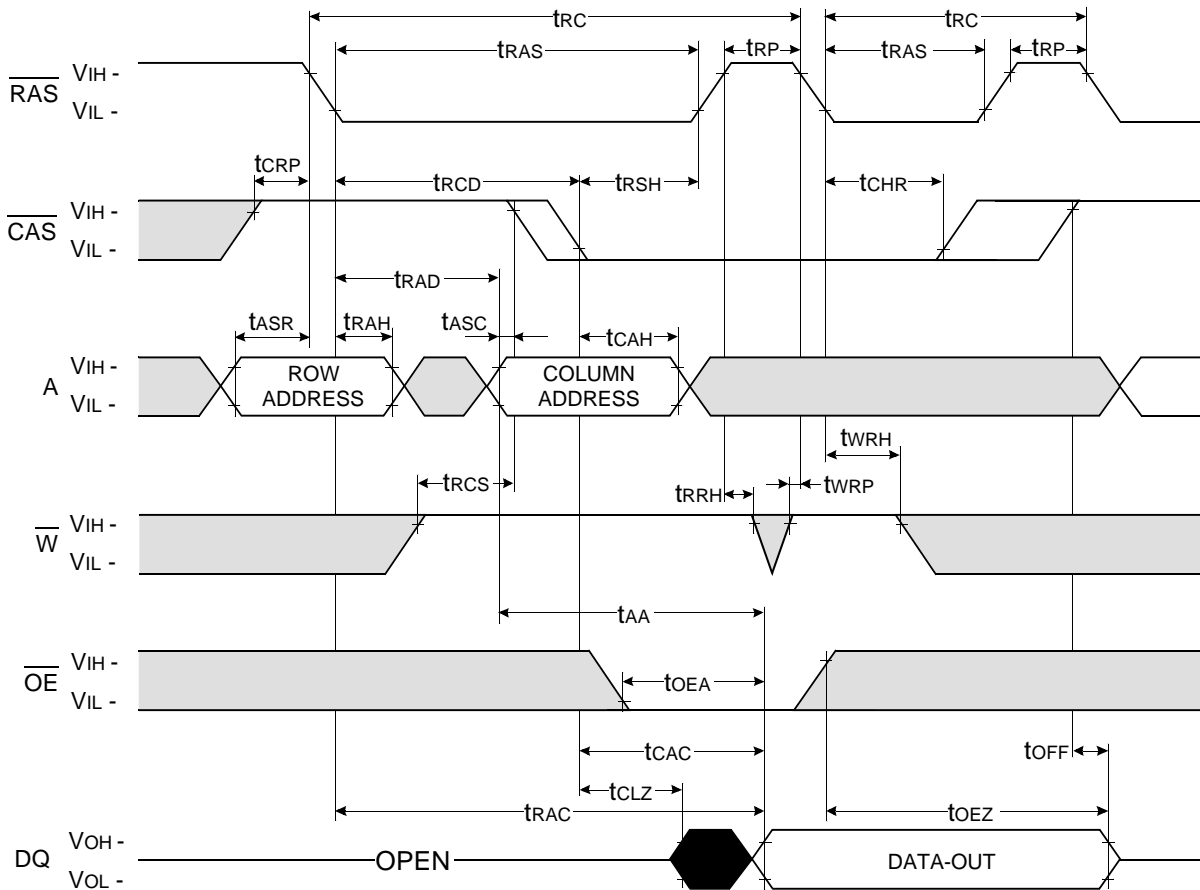 tRC tRC
tRAS tRP tRAS tRP
RAS VIH -
VIL -
tCRP tRCD tRSH tCHR
CAS VIH -
VIL -
tRAD
tASR tRAH tASC tCAH
A VIH -
VIL -
ROW
ADDRESS
COLUMN
ADDRESS
tWRH
tRCS tRRH tWRP
W VIH -
VIL -
tAA
OE VIH -
VIL -
tOEA
tCAC tOFF
tCLZ
tRAC tOEZ
DQ VOH -
VOL -
OPEN DATA-OUT